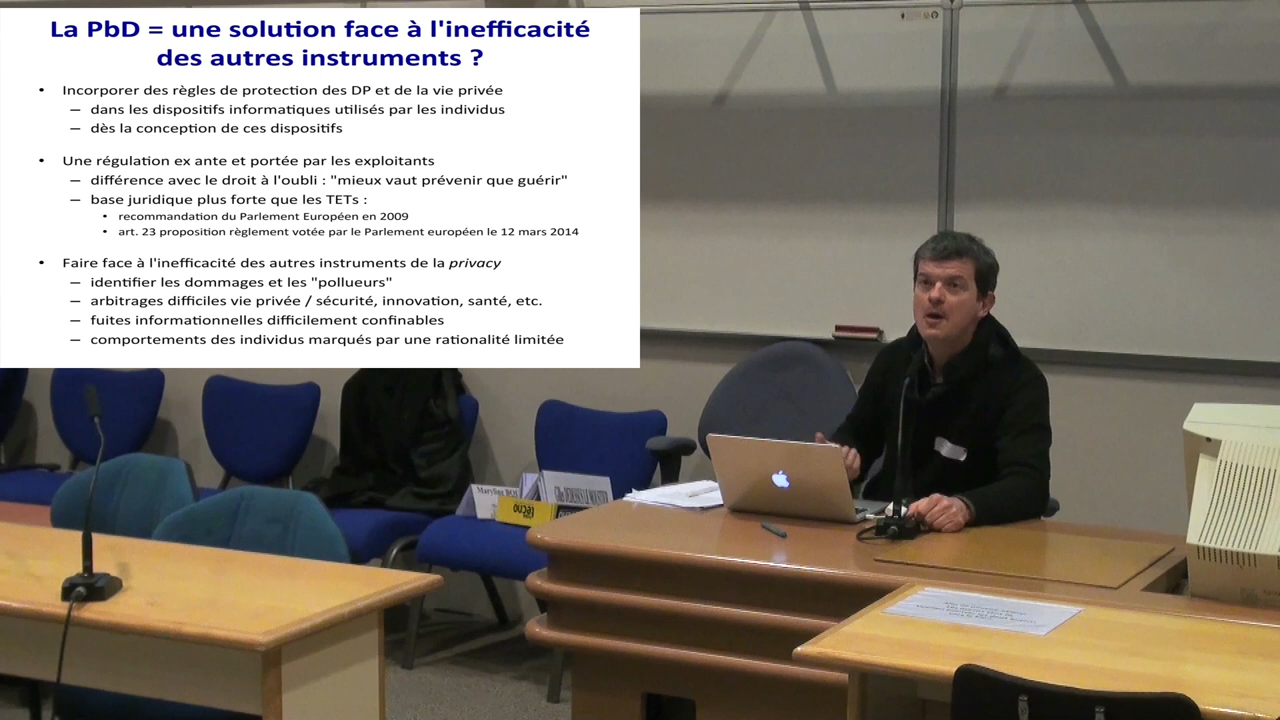 La PbD = une solution face à l'inefficacité
des autres instruments ?
• Incorporer des règles de protection des DP et de la vie privée
– dans les dispositifs informatiques utilisés par les individus
– dès la conception de ces dispositifs
• Une régulation ex ante et portée par les exploitants
– différence avec le droit à l'oubli : "mieux vaut prévenir que guérir"
– base juridique plus forte que les TETs :
• recommandation du Parlement Européen en 2009
• art. 23 proposition règlement votée par le Parlement européen le 12 mars 2014
• Faire face à l'inefficacité des autres instruments de la privacy
– identifier les dommages et les "pollueurs"
– arbitrages difficiles vie privée / sécurité, innovation, santé, etc.
– fuites informationnelles difficilement confinables
– comportements des individus marqués par une rationalité limitée
Maryline
tecno